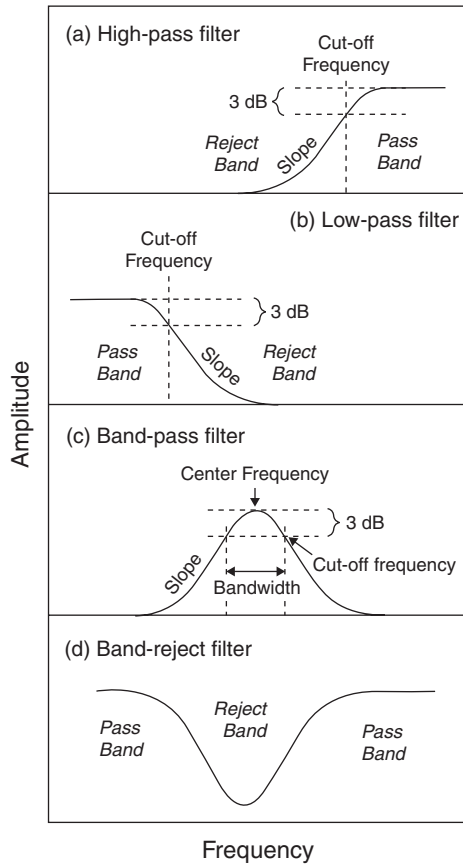 (a) High-pass filter
Cut-off
Frequency
3 dB
Reject
Band
Slope
Pass
Band
(b) Low-pass filter
Cut-off
Frequency
3 dB
Pass
Band
Slope
Reject
Band
Amplitude
(c) Band-pass filter
Center Frequency
3 dB
Cut-off frequency
Slope
Bandwidth
(d) Band-reject filter
Pass
Band
Reject
Band
Pass
Band
Frequency